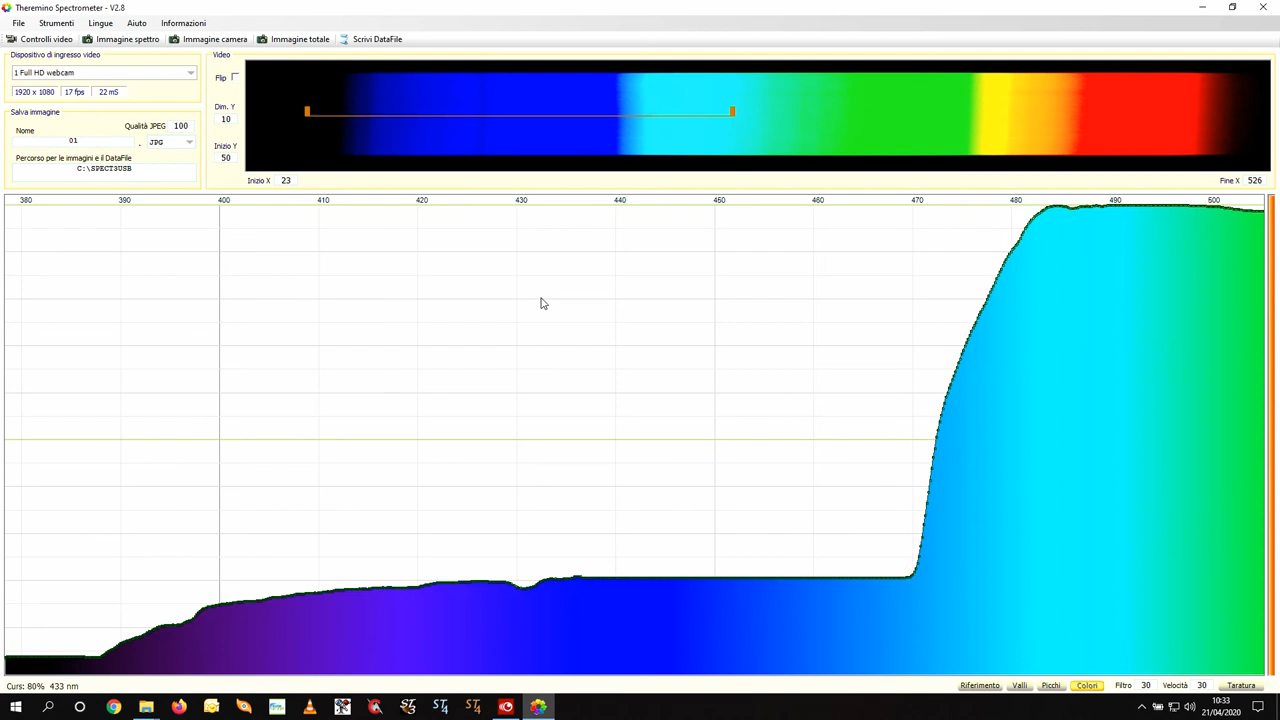 Theremino Spectrometer - V2.8
File Strumenti Lingue Aiuto Informazioni
Controlli video Immagine spettro Immagine camera Immagine totale Scrivi DataFile
Dispositivo di ingresso video
1 Full HD webcam
1920 x 1080 17 fps 22 mS
Salva immagine
Nome Qualità JPEG 100
01 . JPG
Percorso per le immagini e il DataFile
C:\SPECT3USB
Video
Flip
Dim. Y
10
Inizio Y
50
Inizio X 23 Fine X 526
380 390 400 410 420 430 440 450 460 470 480 490 500
Curs: 80% 433 nm Riferimento Valli Picchi Colori Filtro 30 Velocità 30 Taratura
10:33
21/04/2020